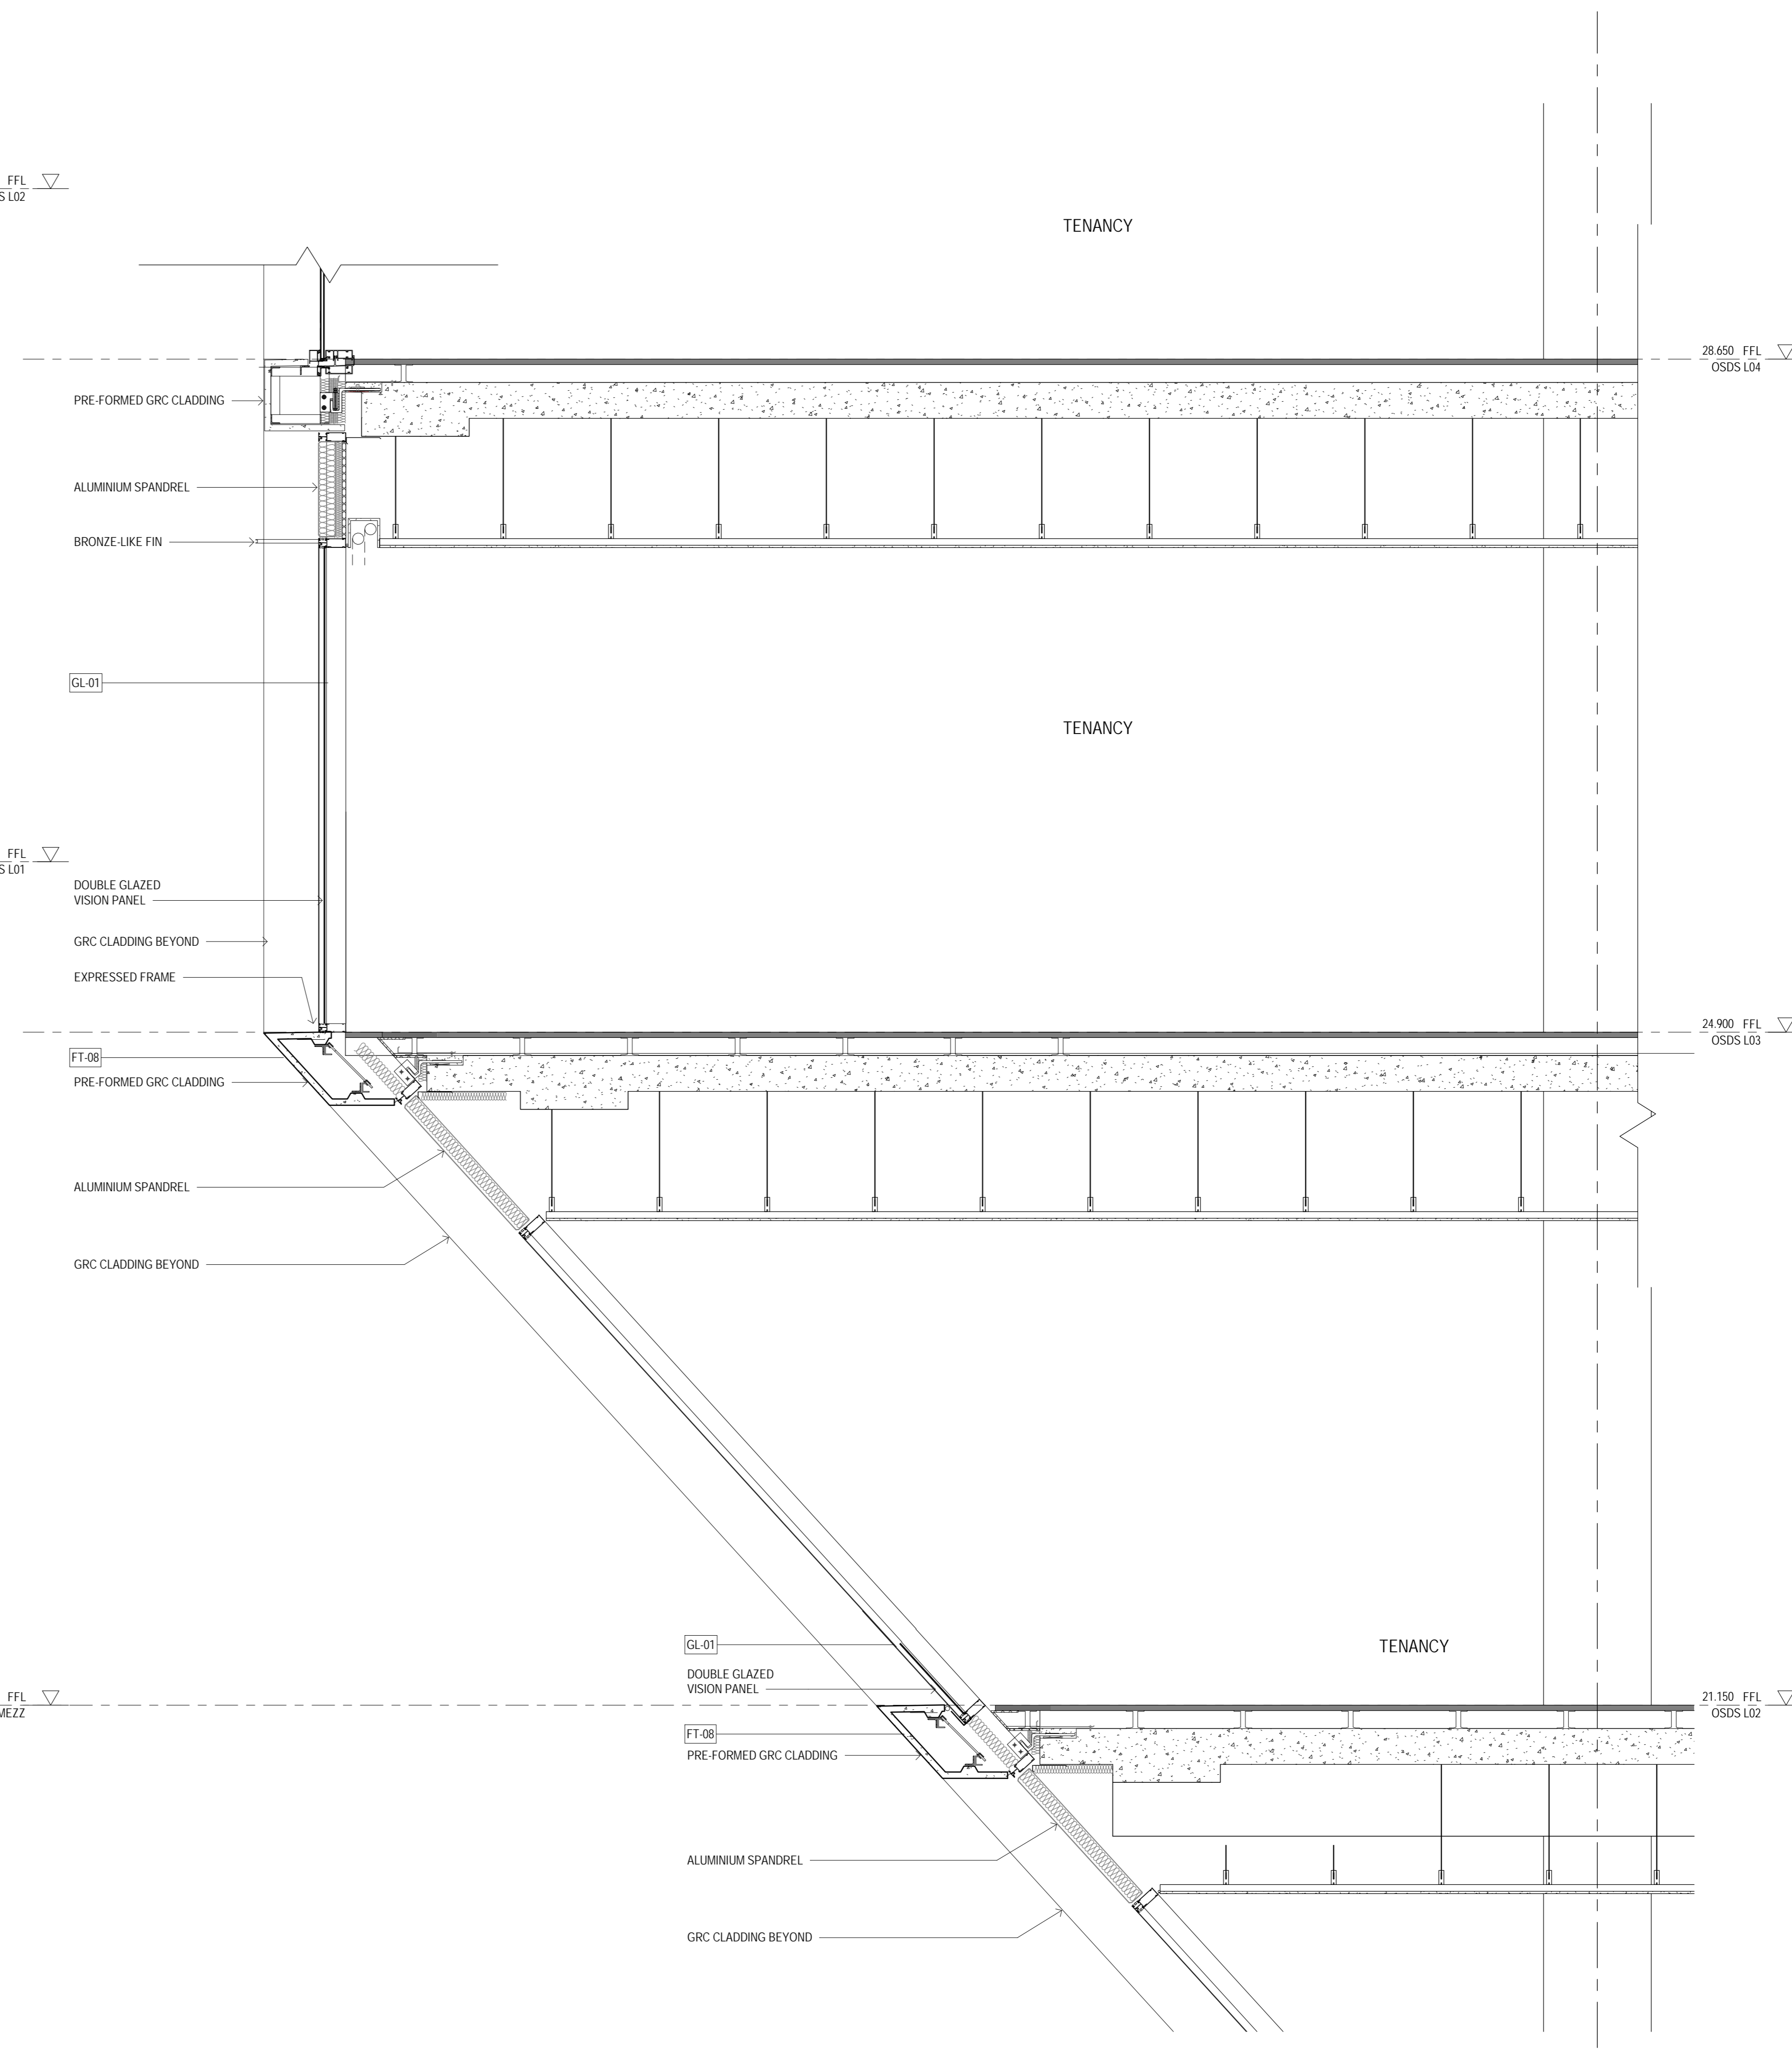 FFL
S L02
TENANCY
28.650 FFL
OSDS L04
PRE-FORMED GRC CLADDING
ALUMINIUM SPANDREL
BRONZE-LIKE FIN
GL-01
TENANCY
FFL
S L01
DOUBLE GLAZED
VISION PANEL
GRC CLADDING BEYOND
EXPRESSED FRAME
24.900 FFL
OSDS L03
FT-08
PRE-FORMED GRC CLADDING
ALUMINIUM SPANDREL
GRC CLADDING BEYOND
GL-01
TENANCY
DOUBLE GLAZED
VISION PANEL
FFL
MEZZ
21.150 FFL
OSDS L02
FT-08
PRE-FORMED GRC CLADDING
ALUMINIUM SPANDREL
GRC CLADDING BEYOND